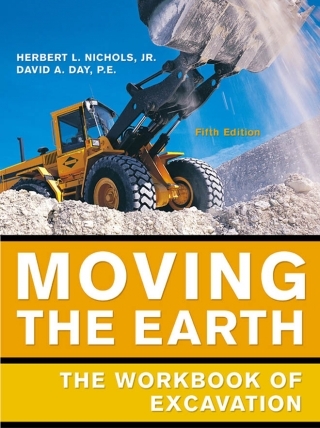 HERBERT L. NICHOLS, JR.
DAVID A. DAY, P.E.
Fifth Edition
MOVING
THE EARTH
THE WORKBOOK OF
EXCAVATION